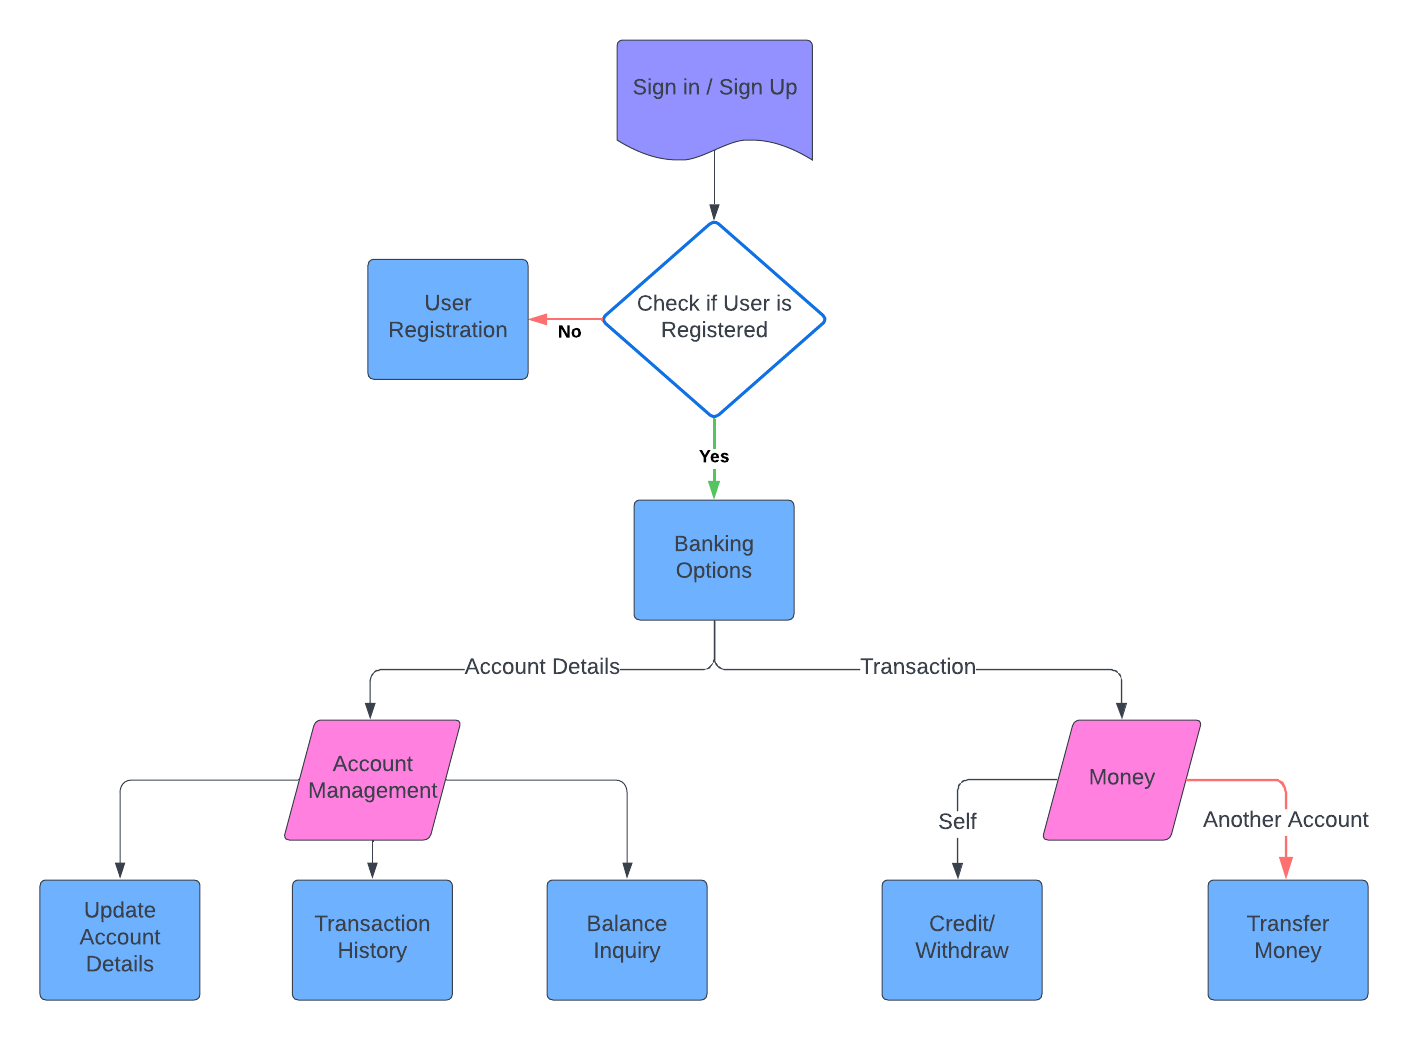 Sign in / Sign Up
Check if User is
Registered
User
Registration
No
Yes
Banking
Options
Account Details
Transaction
Account
Management
Money
Self
Another Account
Update
Account
Details
Transaction
History
Balance
Inquiry
Credit/
Withdraw
Transfer
Money